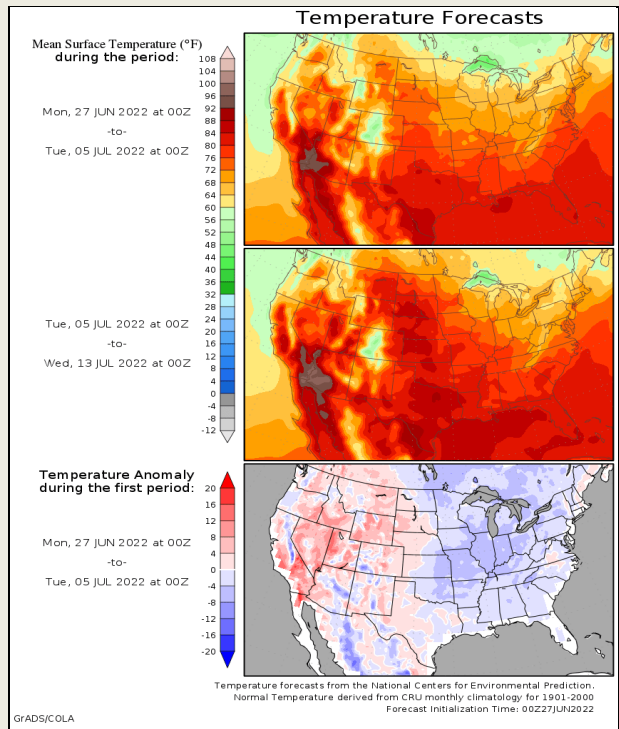 Temperature Forecasts
Mean Surface Temperature (°F)
during the period:
108
104
100
96
92
88
84
80
76
72
68
64
60
56
52
48
44
40
36
32
28
24
20
16
12
8
4
0
-4
-8
-12
Mon, 27 JUN 2022 at 00Z
-to-
Tue, 05 JUL 2022 at 00Z
Tue, 05 JUL 2022 at 00Z
-to-
Wed, 13 JUL 2022 at 00Z
Temperature Anomaly
during the first period:
20
16
12
8
4
0
-4
-8
-12
-16
-20
Mon, 27 JUN 2022 at 00Z
-to-
Tue, 05 JUL 2022 at 00Z
Temperature forecasts from the National Centers for Environmental Prediction.
Normal Temperature derived from CRU monthly climatology for 1901-2000
Forecast Initialization Time: 00Z27JUN2022
GrADS/COLA